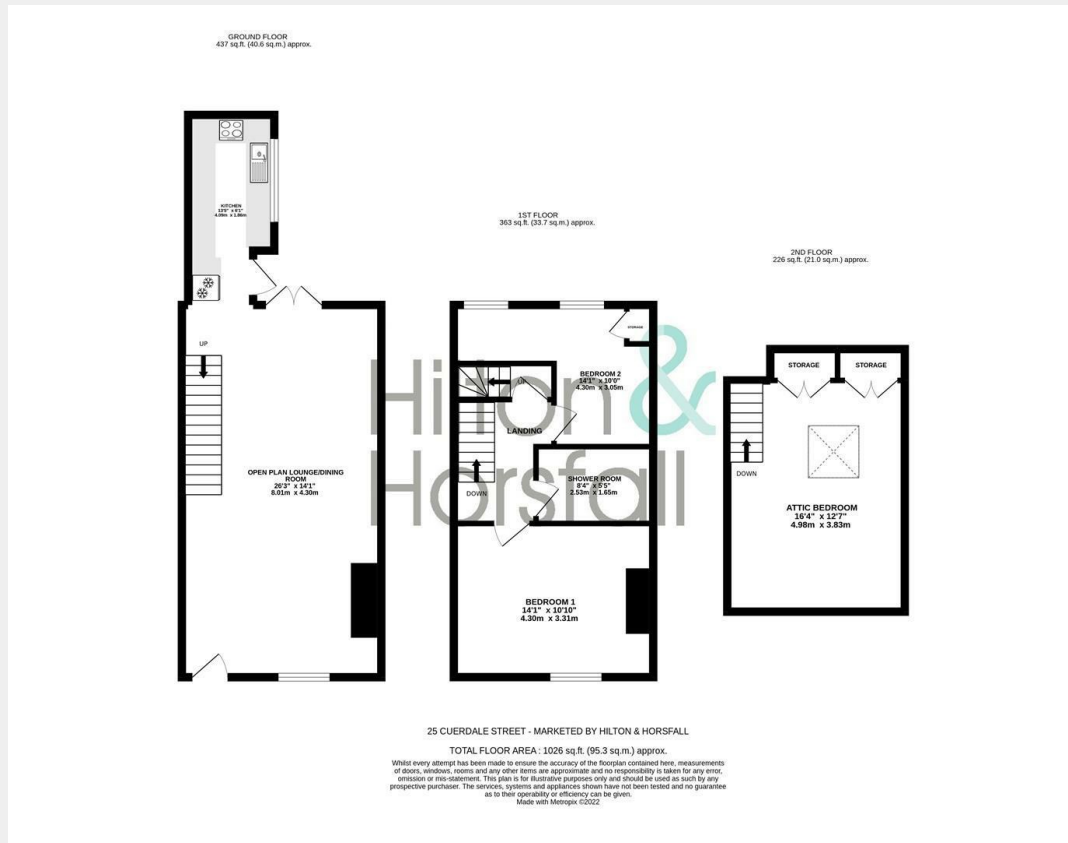 GROUND FLOOR
437 sq.ft. (40.6 sq.m.) approx.
KITCHEN
13'5" x 6'1"
4.09m x 1.86m
UP
OPEN PLAN LOUNGE/DINING
ROOM
26'3" x 14'1"
8.01m x 4.30m
1ST FLOOR
363 sq.ft. (33.7 sq.m.) approx.
STORAGE
BEDROOM 2
14'1" x 10'0"
4.30m x 3.05m
UP
LANDING
DOWN
SHOWER ROOM
8'4" x 5'5"
2.53m x 1.65m
BEDROOM 1
14'1" x 10'10"
4.30m x 3.31m
Hilton &
Horsfall
2ND FLOOR
226 sq.ft. (21.0 sq.m.) approx.
STORAGE
STORAGE
DOWN
ATTIC BEDROOM
16'4" x 12'7"
4.98m x 3.83m
25 CUERDALE STREET - MARKETED BY HILTON & HORSFALL
TOTAL FLOOR AREA : 1026 sq.ft. (95.3 sq.m.) approx.
Whilst every attempt has been made to ensure the accuracy of the floorplan contained here, measurements
of doors, windows, rooms and any other items are approximate and no responsibility is taken for any error,
omission or mis-statement. This plan is for illustrative purposes only and should be used as such by any
prospective purchaser. The services, systems and appliances shown have not been tested and no guarantee
as to their operability or efficiency can be given.
Made with Metropix ©2022